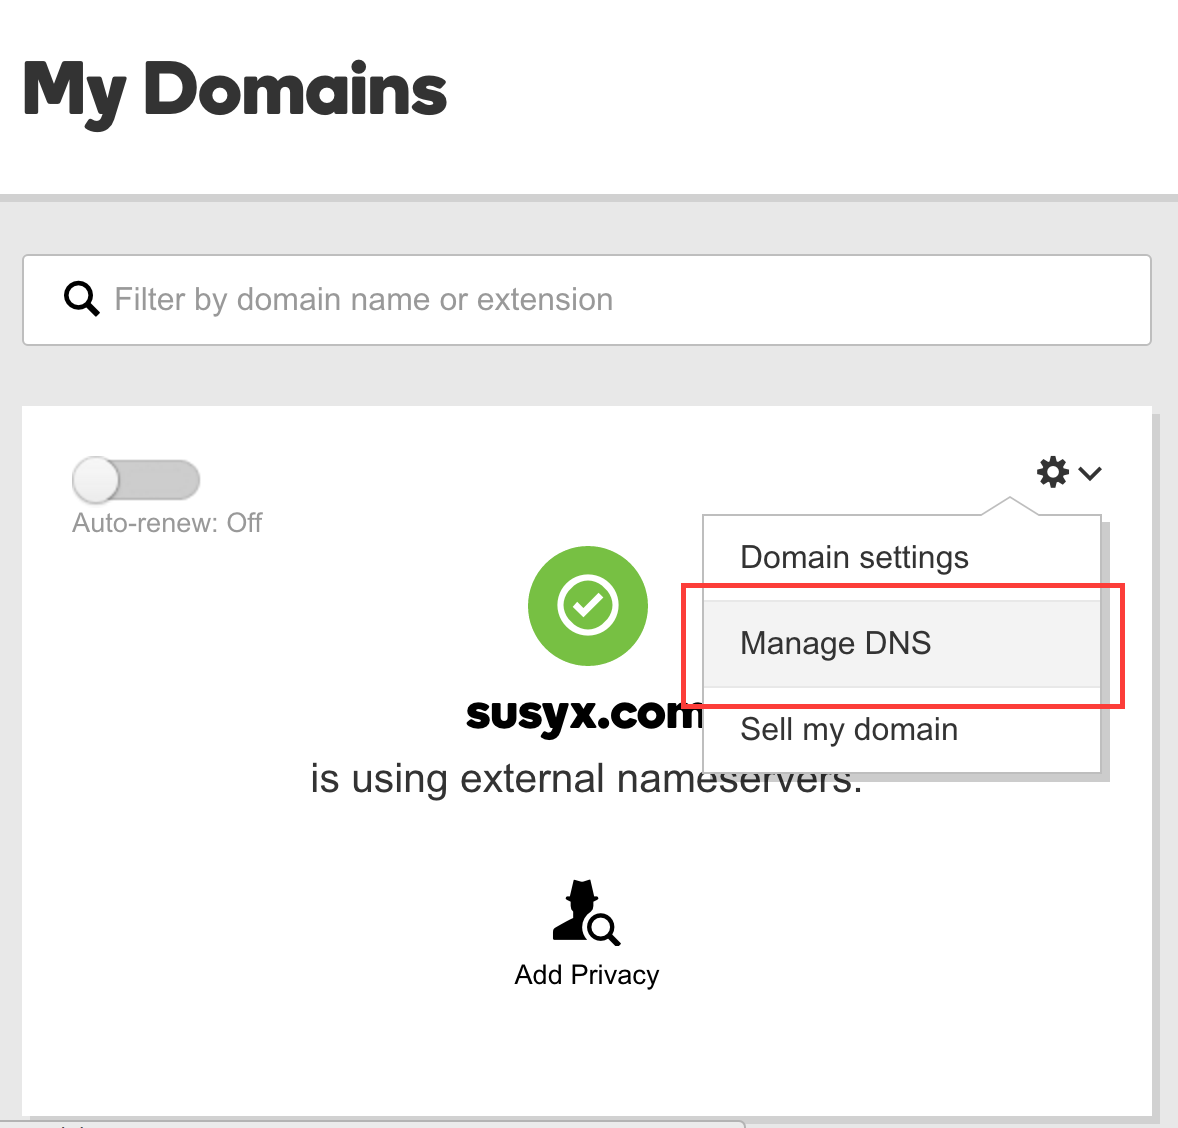 My Domains
Filter by domain name or extension
Auto-renew: Off
Domain settings
Manage DNS
Sell my domain
susyx.com
is using external nameservers.
Add Privacy